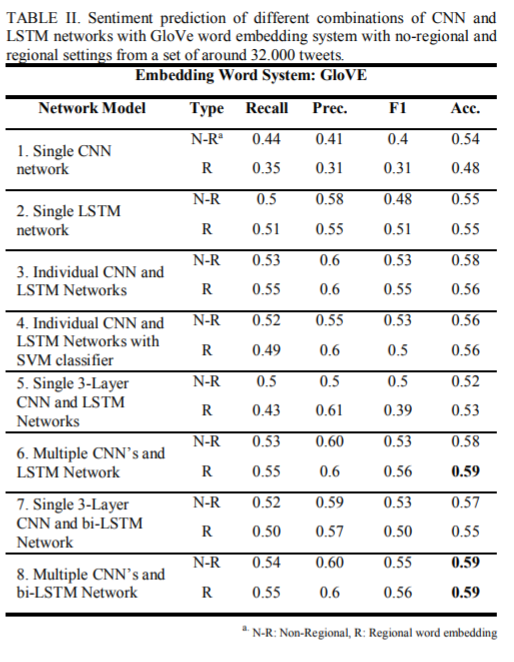 TABLE II. Sentiment prediction of different combinations of CNN and
LSTM networks with GloVe word embedding system with no-regional and
regional settings from a set of around 32.000 tweets.
Embedding Word System: GloVE
Network Model Type Recall Prec. F1 Acc.
1. Single CNN
network
N-Rᵃ 0.44 0.41 0.4 0.54
R 0.35 0.31 0.31 0.48
2. Single LSTM
network
N-R 0.5 0.58 0.48 0.55
R 0.51 0.55 0.51 0.55
3. Individual CNN and
LSTM Networks
N-R 0.53 0.6 0.53 0.58
R 0.55 0.6 0.55 0.56
4. Individual CNN and
LSTM Networks with
SVM classifier
N-R 0.52 0.55 0.53 0.56
R 0.49 0.6 0.5 0.56
5. Single 3-Layer
CNN and LSTM
Networks
N-R 0.5 0.5 0.5 0.52
R 0.43 0.61 0.39 0.53
6. Multiple CNN's and
LSTM Network
N-R 0.53 0.60 0.53 0.58
R 0.55 0.6 0.56 0.59
7. Single 3-Layer
CNN and bi-LSTM
Network
N-R 0.52 0.59 0.53 0.57
R 0.50 0.57 0.50 0.55
8. Multiple CNN's and
bi-LSTM Network
N-R 0.54 0.60 0.55 0.59
R 0.55 0.6 0.56 0.59
a. N-R: Non-Regional, R: Regional word embedding